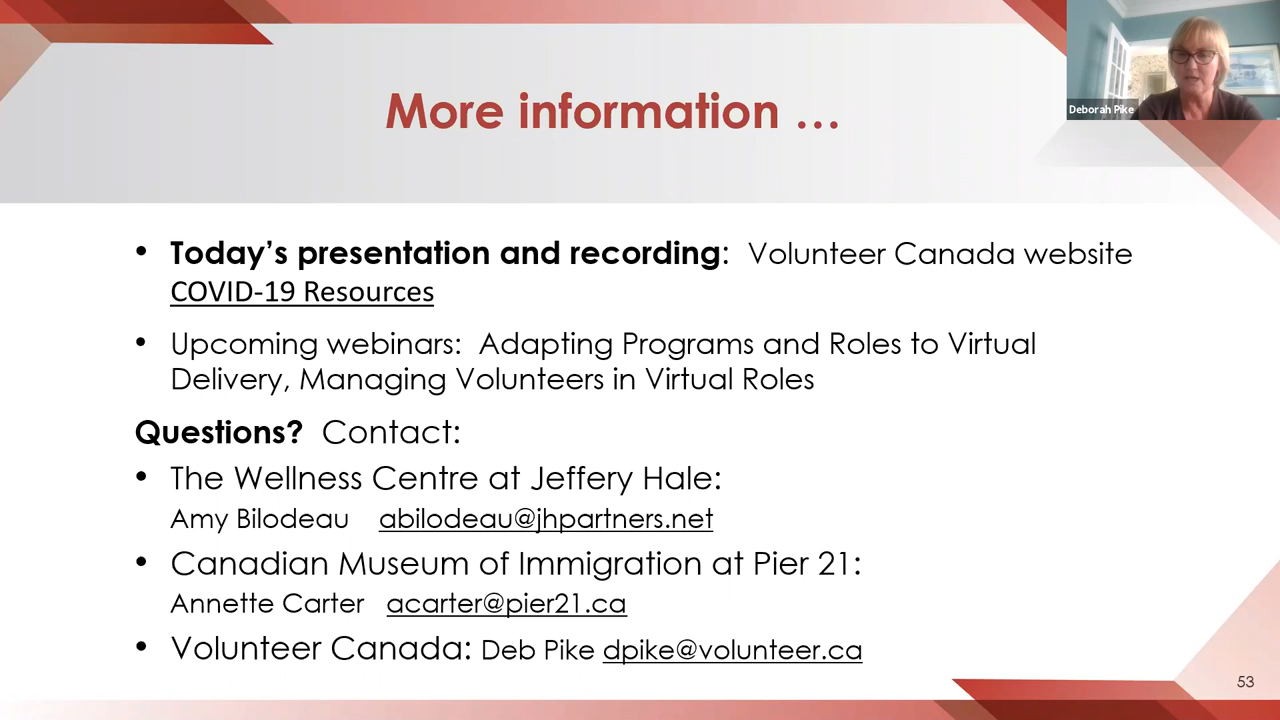 More information …
Deborah Pike
• Today’s presentation and recording: Volunteer Canada website
COVID-19 Resources
• Upcoming webinars: Adapting Programs and Roles to Virtual
Delivery, Managing Volunteers in Virtual Roles
Questions? Contact:
• The Wellness Centre at Jeffery Hale:
Amy Bilodeau abilodeau@jhpartners.net
• Canadian Museum of Immigration at Pier 21:
Annette Carter acarter@pier21.ca
• Volunteer Canada: Deb Pike dpike@volunteer.ca
53